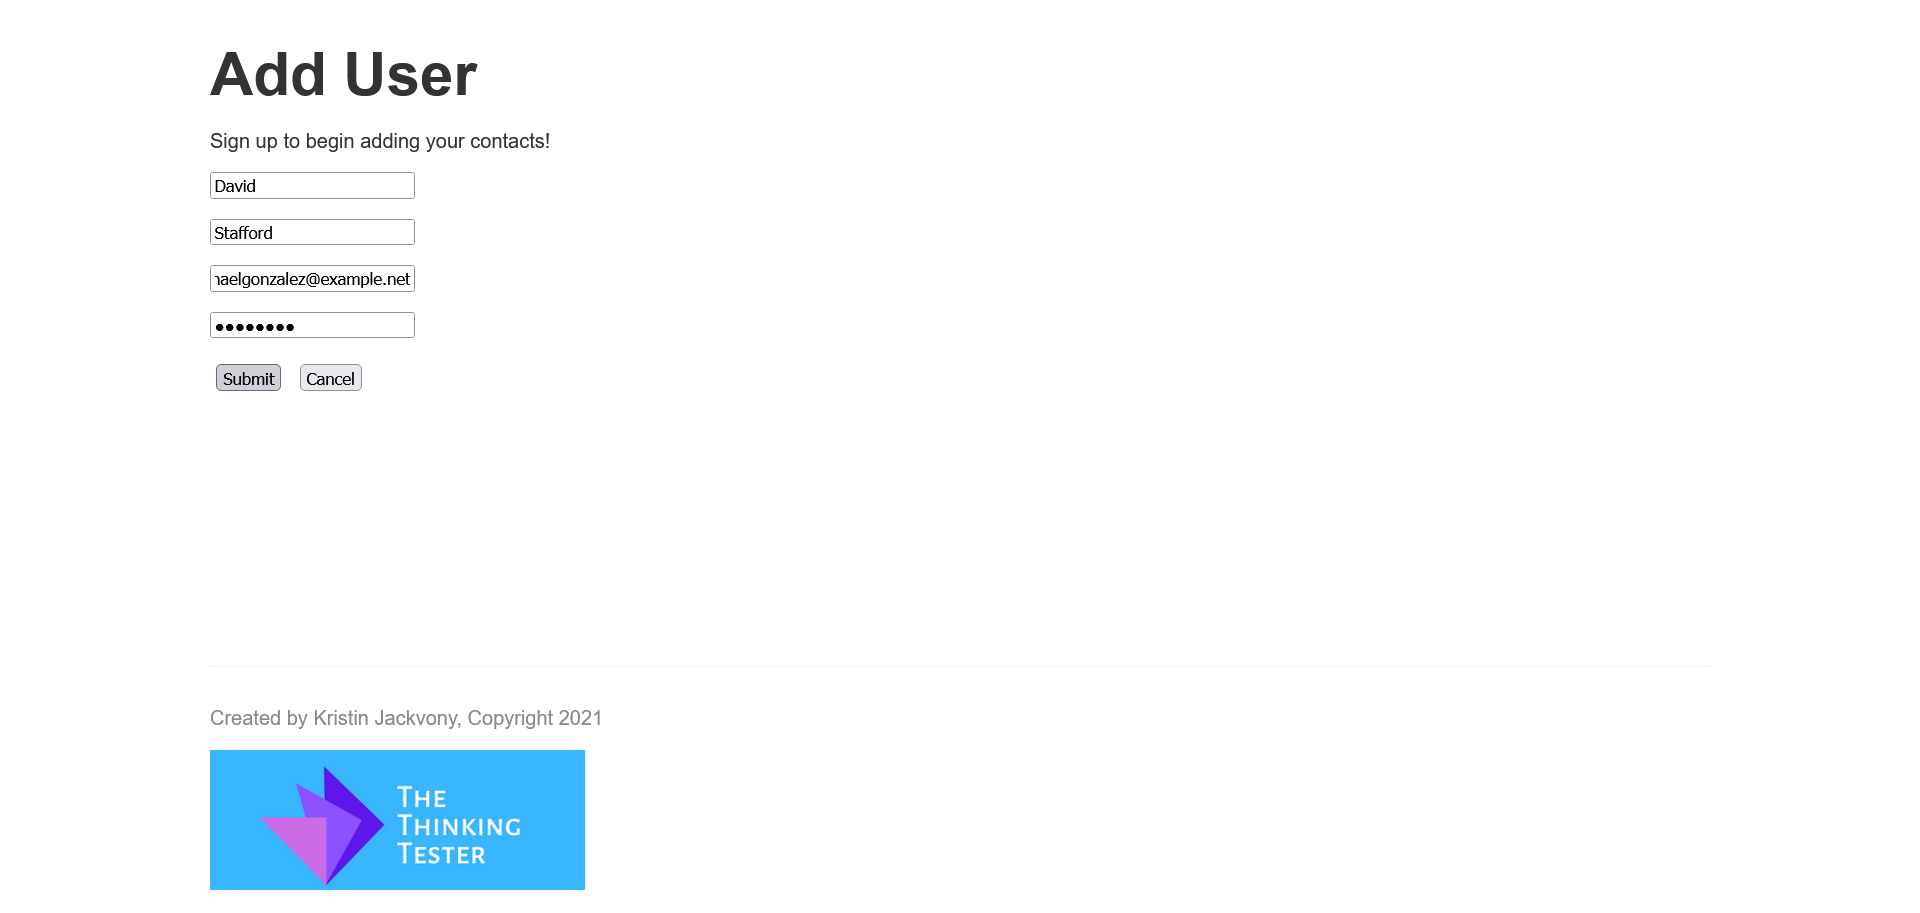 Add User
Sign up to begin adding your contacts!
David
Stafford
naelgonzalez@example.net
••••••••
Submit Cancel
Created by Kristin Jackvony, Copyright 2021
THE
THINKING
TESTER